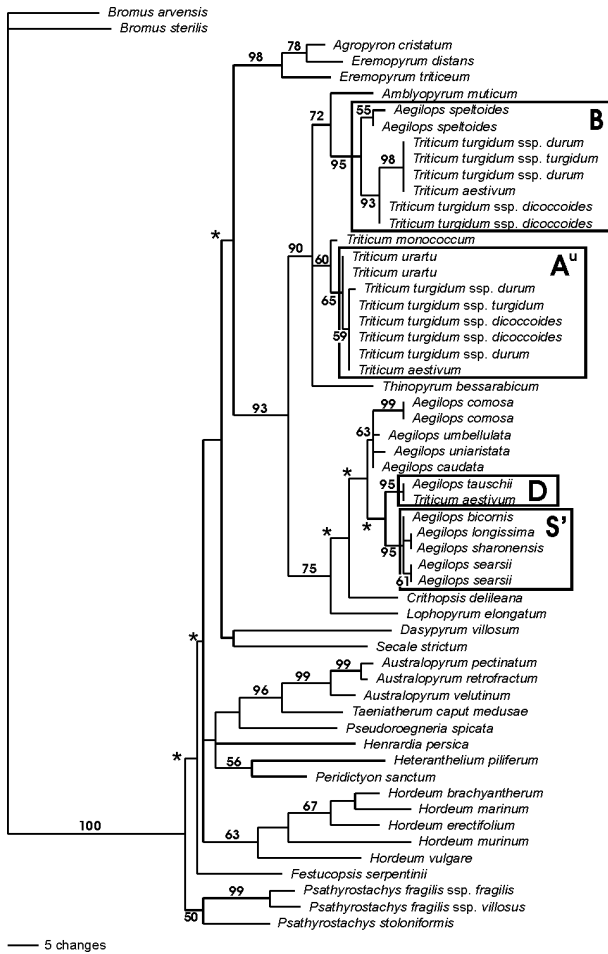 Bromus arvensis
Bromus sterilis
78
Agropyron cristatum
98
Eremopyrum distans
Eremopyrum triticeum
Amblyopyrum muticum
72
55
Aegilops speltoides
B
Aegilops speltoides
Triticum turgidum ssp. durum
95
98
Triticum turgidum ssp. turgidum
Triticum turgidum ssp. durum
Triticum aestivum
93
Triticum turgidum ssp. dicoccoides
Triticum turgidum ssp. dicoccoides
*
Triticum monococcum
90
60
Triticum urartu
Au
Triticum urartu
Triticum turgidum ssp. durum
65
Triticum turgidum ssp. turgidum
Triticum turgidum ssp. dicoccoides
59
Triticum turgidum ssp. dicoccoides
Triticum turgidum ssp. durum
Triticum aestivum
Thinopyrum bessarabicum
93
99
Aegilops comosa
Aegilops comosa
63
Aegilops umbellulata
Aegilops uniaristata
Aegilops caudata
*
95
Aegilops tauschii
D
Triticum aestivum
*
Aegilops bicornis
S'
*
Aegilops longissima
95
Aegilops sharonensis
Aegilops searsii
75
61
Aegilops searsii
Crithopsis delileana
Lophopyrum elongatum
Dasypyrum villosum
*
Secale strictum
99
Australopyrum pectinatum
99
Australopyrum retrofractum
96
Australopyrum velutinum
Taeniatherum caput medusae
Pseudoroegneria spicata
Henrardia persica
*
56
Heteranthelium piliferum
Peridictyon sanctum
Hordeum brachyantherum
67
Hordeum marinum
Hordeum erectifolium
100
63
Hordeum murinum
Hordeum vulgare
Festucopsis serpentinii
99
Psathyrostachys fragilis ssp. fragilis
Psathyrostachys fragilis ssp. villosus
50
Psathyrostachys stoloniformis
5 changes